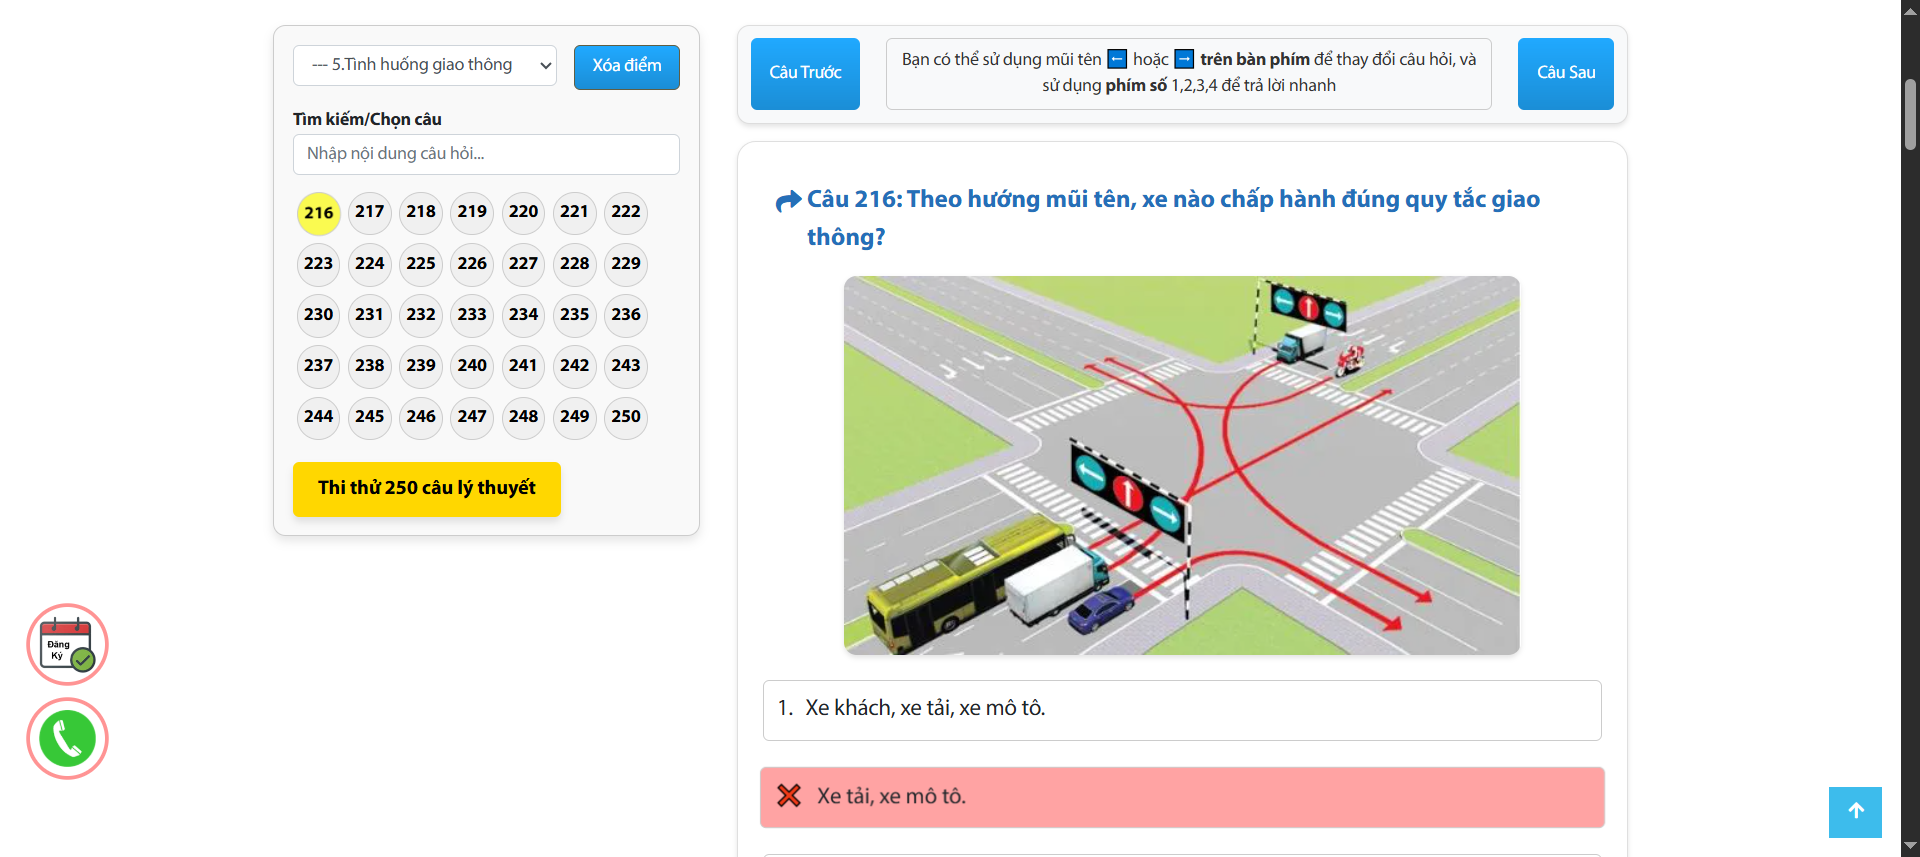 --- 5.Tình huống giao thông
Xóa điểm
Tìm kiếm/Chọn câu
Nhập nội dung câu hỏi...
216 217 218 219 220 221 222
223 224 225 226 227 228 229
230 231 232 233 234 235 236
237 238 239 240 241 242 243
244 245 246 247 248 249 250
Thi thử 250 câu lý thuyết
Đăng
Ký
Câu Trước
Bạn có thể sử dụng mũi tên ← hoặc → trên bàn phím để thay đổi câu hỏi, và
sử dụng phím số 1,2,3,4 để trả lời nhanh
Câu Sau
Câu 216: Theo hướng mũi tên, xe nào chấp hành đúng quy tắc giao
thông?
1. Xe khách, xe tải, xe mô tô.
Xe tải, xe mô tô.